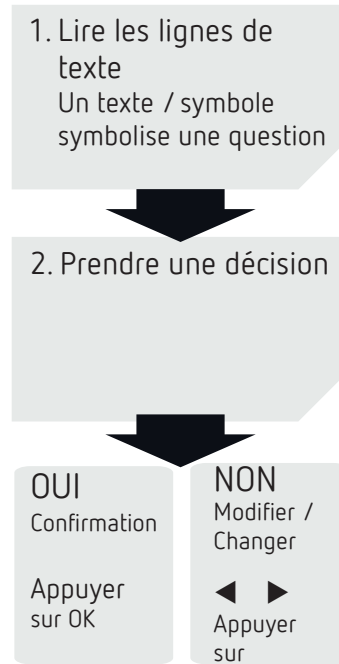 1. Lire les lignes de
texte
Un texte / symbole
symbolise une question
2. Prendre une décision
OUI
Confirmation
Appuyer
sur OK
NON
Modifier /
Changer
◀ ▶
Appuyer
sur